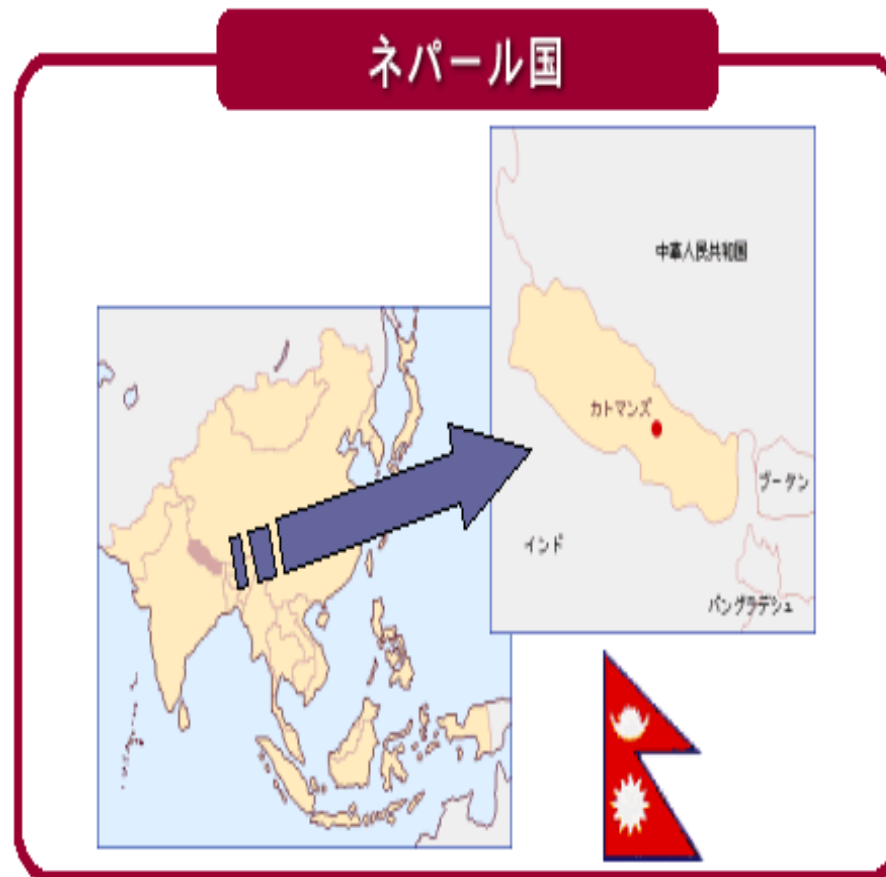 ネパール国
中華人民共和国
カトマンズ
ブータン
インド
バングラデシュ